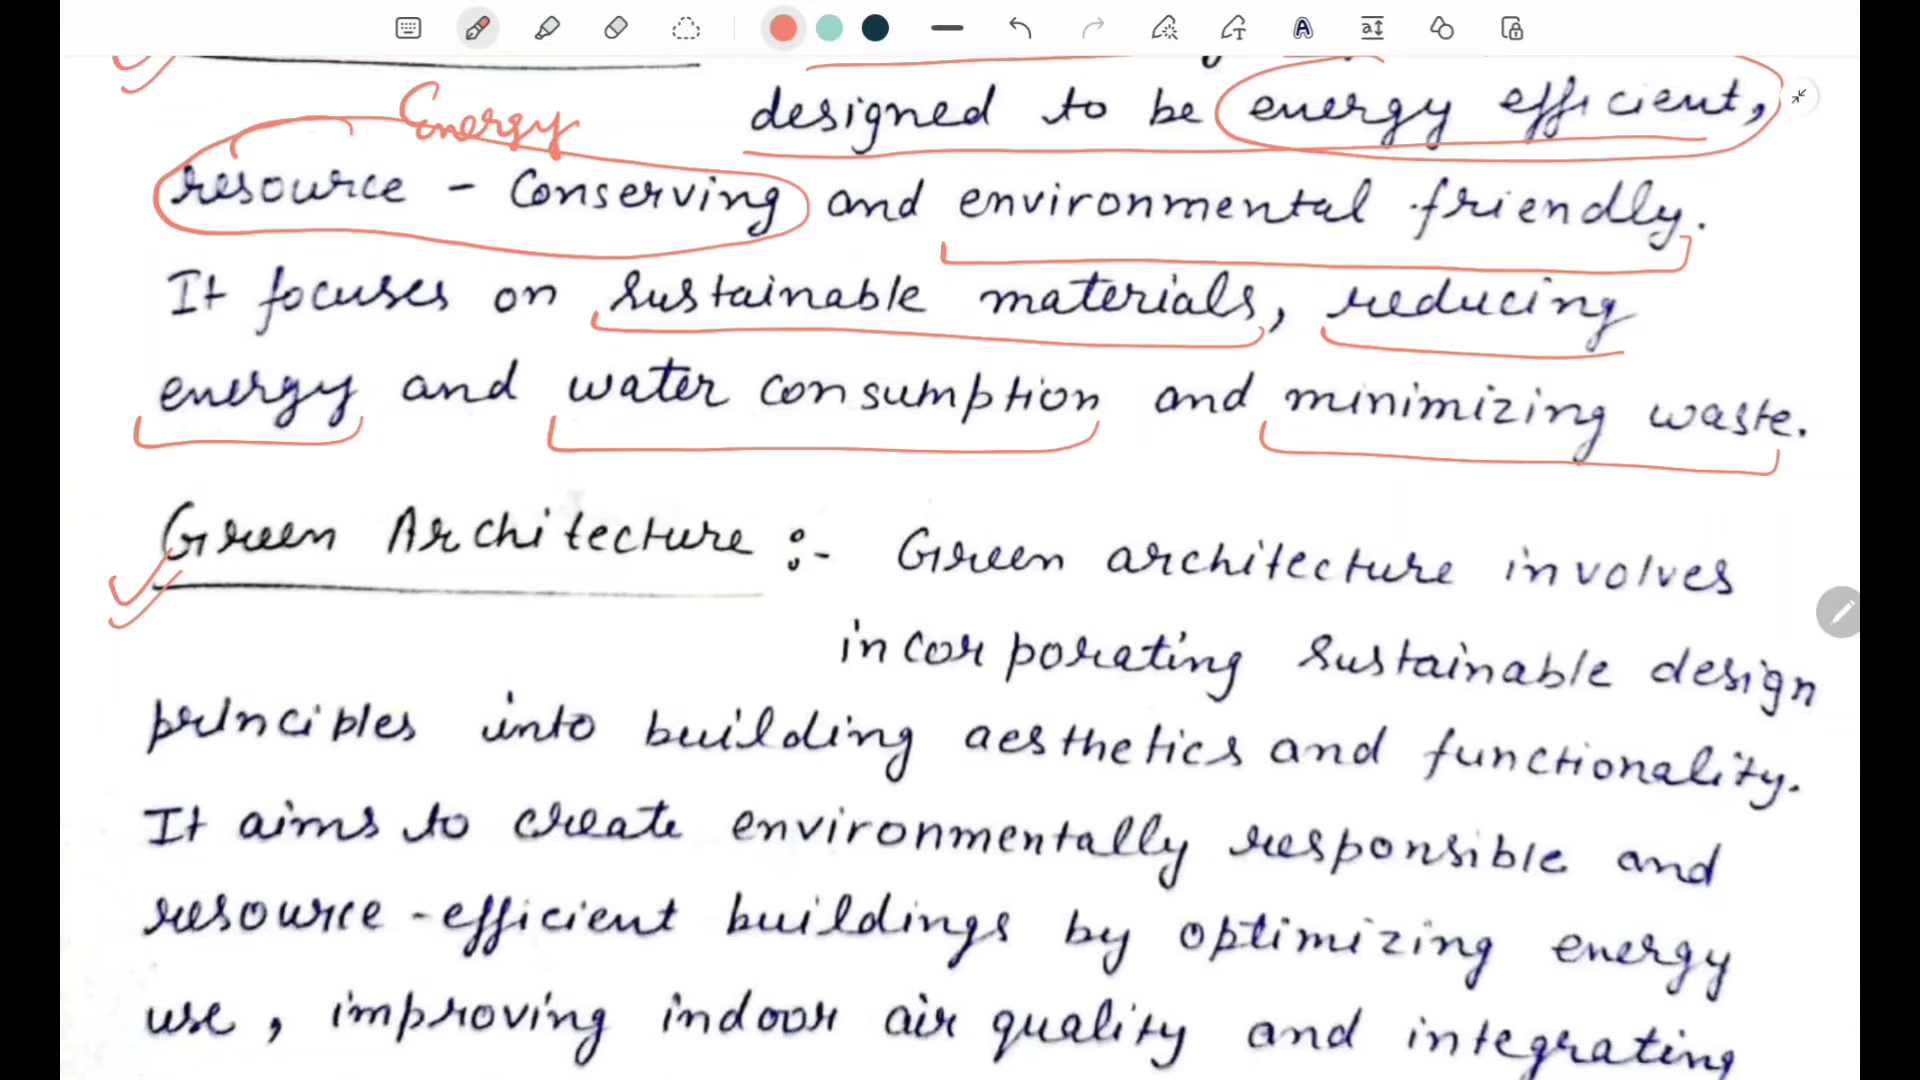 Energy
designed to be energy efficient,
resource - Conserving and environmental friendly.
It focuses on sustainable materials, reducing
energy and water consumption and minimizing waste.
Green Architecture :- Green architecture involves
incorporating sustainable design
principles into building aesthetics and functionality.
It aims to create environmentally responsible and
resource-efficient buildings by optimizing energy
use, improving indoor air quality and integrating